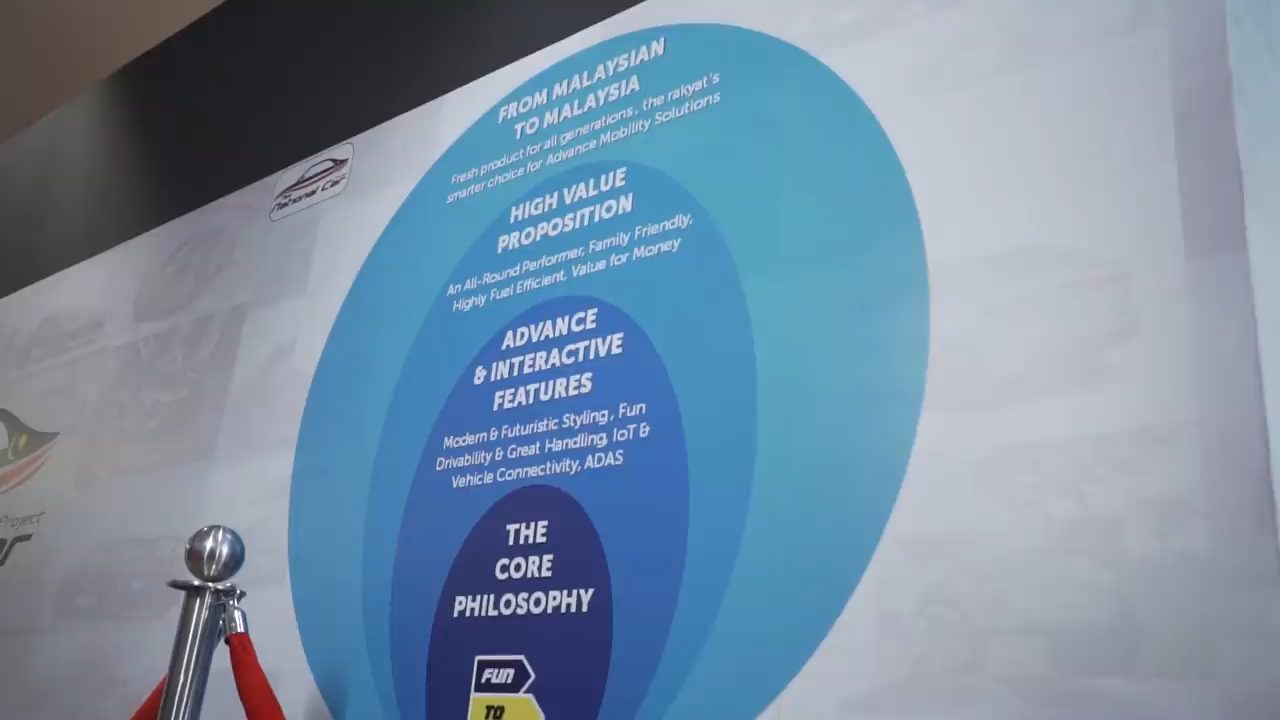 FROM MALAYSIAN
TO MALAYSIA
Fresh product for all generations, the rakyat's
smarter choice for Advance Mobility Solutions
National Car
HIGH VALUE
PROPOSITION
An All-Round Performer, Family Friendly,
Highly Fuel Efficient, Value for Money
ADVANCE
& INTERACTIVE
FEATURES
Modern & Futuristic Styling, Fun
Drivability & Great Handling, IoT &
Vehicle Connectivity, ADAS
Project
THE
CORE
PHILOSOPHY
FUN
TO